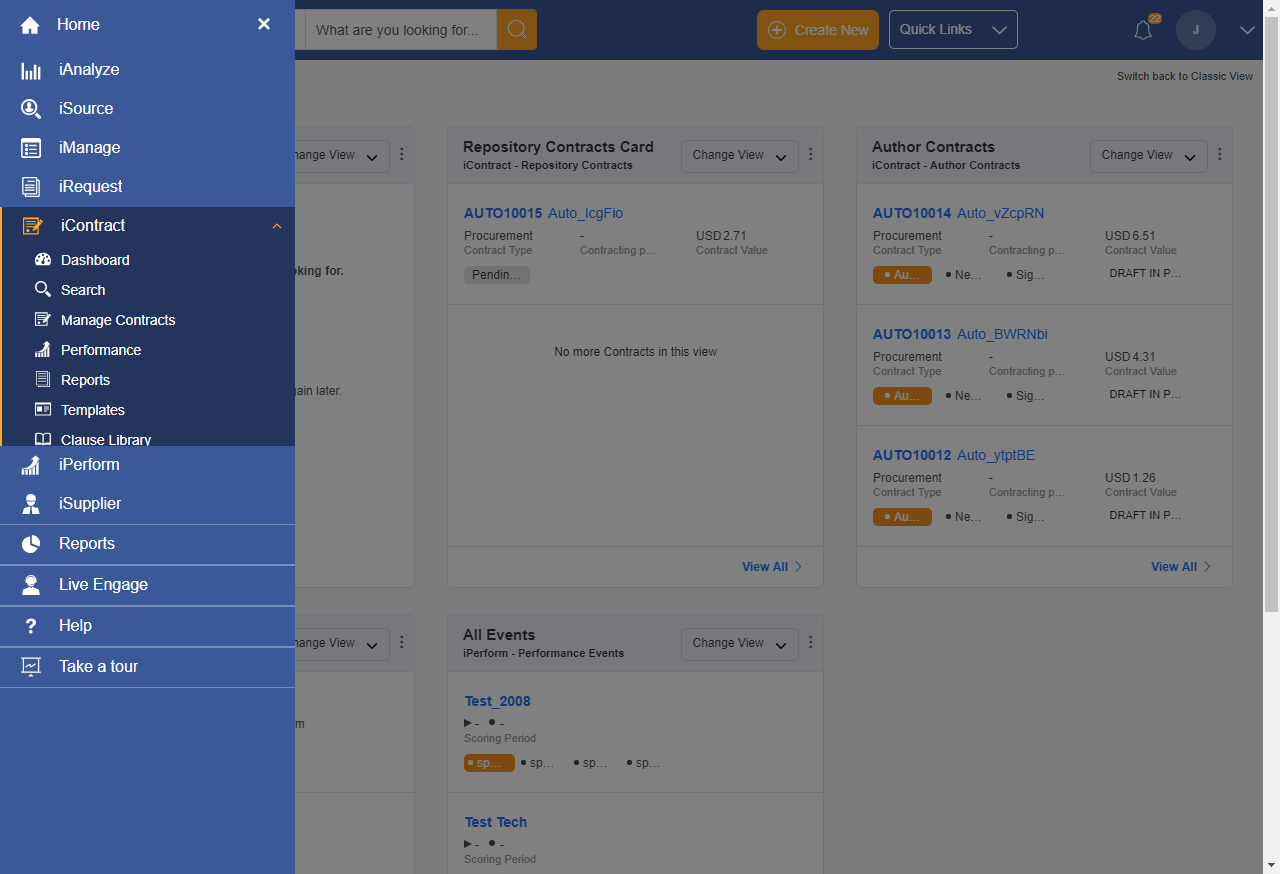 Home
iAnalyze
iSource
iManage
iRequest
iContract
Dashboard
Search
Manage Contracts
Performance
Reports
Templates
Clause Library
iPerform
iSupplier
Reports
Live Engage
Help
Take a tour
What are you looking for...
Create New
Quick Links
22
J
Switch back to Classic View
hange View
king for.
ain later.
Repository Contracts Card
iContract - Repository Contracts
Change View
AUTO10015 Auto_IcgFio
Procurement - USD 2.71
Contract Type Contracting p... Contract Value
Pendin...
No more Contracts in this view
View All
Author Contracts
iContract - Author Contracts
Change View
AUTO10014 Auto_vZcpRN
Procurement - USD 6.51
Contract Type Contracting p... Contract Value
Au... Ne... Sig... DRAFT IN P...
AUTO10013 Auto_BWRNbi
Procurement - USD 4.31
Contract Type Contracting p... Contract Value
Au... Ne... Sig... DRAFT IN P...
AUTO10012 Auto_ytptBE
Procurement - USD 1.26
Contract Type Contracting p... Contract Value
Au... Ne... Sig... DRAFT IN P...
View All
hange View
m
All Events
iPerform - Performance Events
Change View
Test_2008
- -
Scoring Period
sp... sp... sp... sp...
Test Tech
- -
Scoring Period